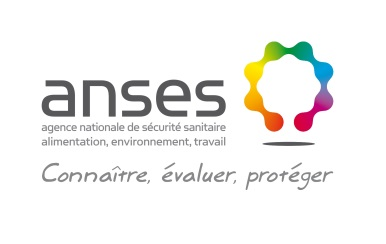 anses
agence nationale de sécurité sanitaire
alimentation, environnement, travail
Connaître, évaluer, protéger